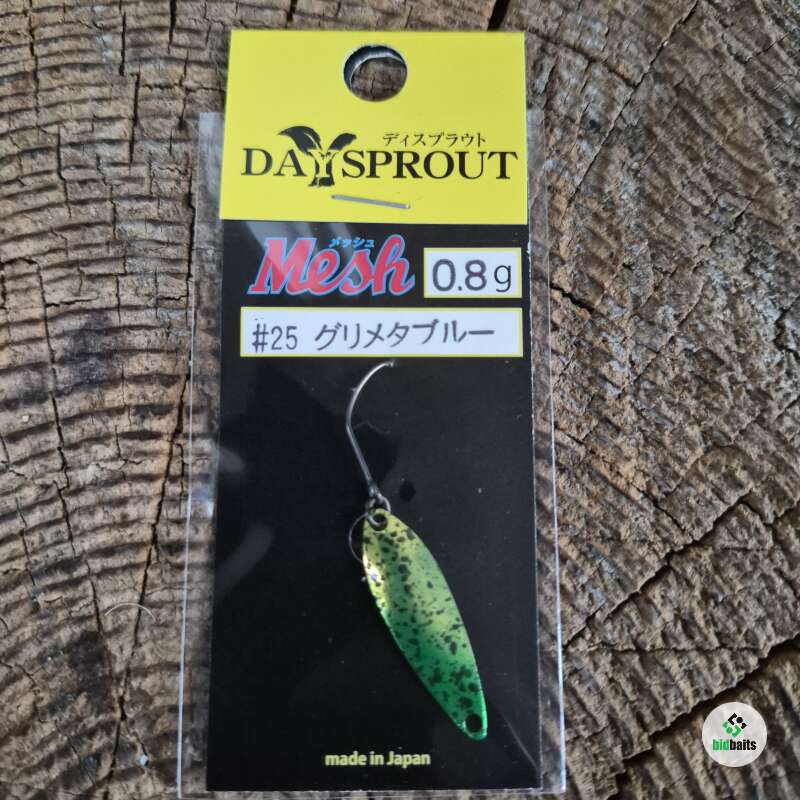 ディスプラウト
DAYSPROUT
メッシュ
Mesh 0.8g
#25 グリメタブルー
made in Japan
bidbaits